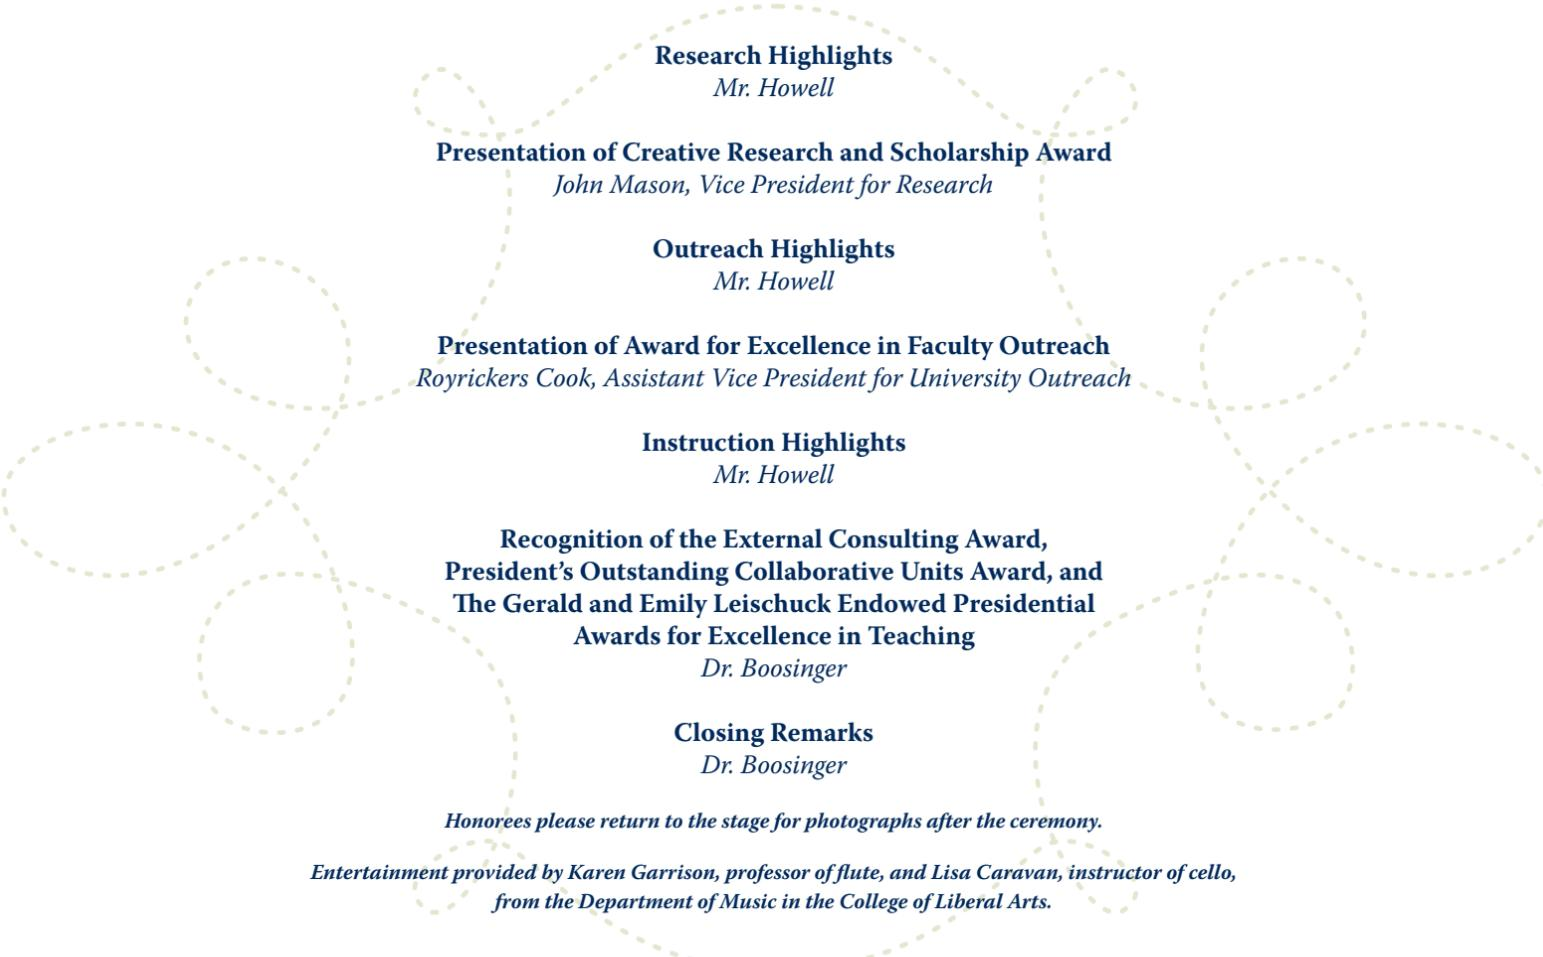 Research Highlights
Mr. Howell
Presentation of Creative Research and Scholarship Award
John Mason, Vice President for Research
Outreach Highlights
Mr. Howell
Presentation of Award for Excellence in Faculty Outreach
Royrickers Cook, Assistant Vice President for University Outreach
Instruction Highlights
Mr. Howell
Recognition of the External Consulting Award,
President’s Outstanding Collaborative Units Award, and
The Gerald and Emily Leischuck Endowed Presidential
Awards for Excellence in Teaching
Dr. Boosinger
Closing Remarks
Dr. Boosinger
Honorees please return to the stage for photographs after the ceremony.
Entertainment provided by Karen Garrison, professor of flute, and Lisa Caravan, instructor of cello,
from the Department of Music in the College of Liberal Arts.